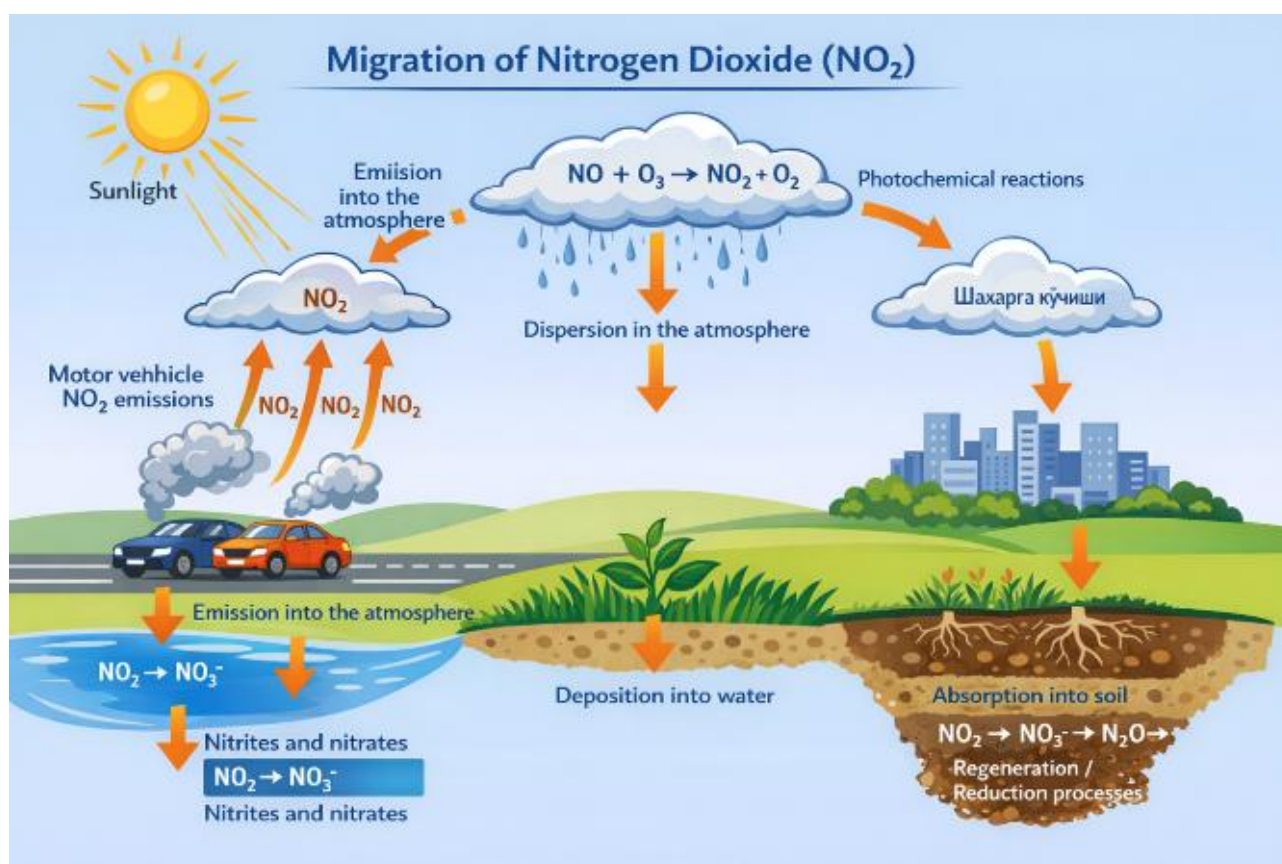 Migration of Nitrogen Dioxide (NO₂)
Sunlight
Emiision
into the
atmosphere
NO + O₃ → NO₂ + O₂
Photochemical reactions
NO₂
Шахарга кўчиши
Dispersion in the atmosphere
Motor vehhicle
NO₂ emissions
NO₂ NO₂ NO₂
Emission into the atmosphere
NO₂ → NO₃⁻
Deposition into water
Absorption into soil
Nitrites and nitrates
NO₂ → NO₃⁻
Nitrites and nitrates
NO₂ → NO₃⁻ → N₂O →
Regeneration /
Reduction processes